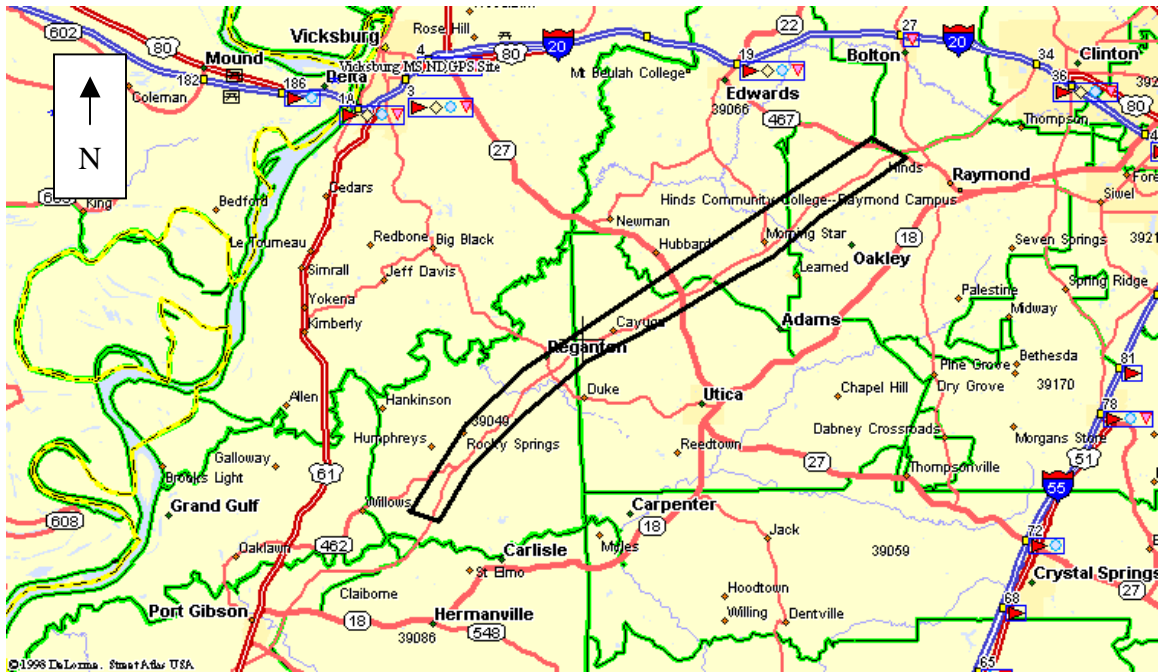 602
80
Mound
182
186
Coleman
Delta
1A
Vicksburg
Rose Hill
4
80
20
Vicksburg MS NDGPS Site
3
N
19
Mt Beulah College
Edwards
39066
467
22
27
Bolton
20
34
Clinton
36
80
Thompson
4
27
King
Bedford
Cedars
Le Tourneau
Redbone
Big Black
Simrall
Jeff Davis
Yokena
Kimberly
Newman
Hubbard
Hinds
Raymond
Hinds Community College--Raymond Campus
Siwel
Morning Star
18
Oakley
Learned
Seven Springs
3921
Palestine
Spring Ridge
Midway
Cayuga
Adams
Reganton
Duke
Utica
Bethesda
81
Pine Grove
Dry Grove
39170
Chapel Hill
78
Allen
Hankinson
39049
Humphreys
Rocky Springs
Reedtown
Dabney Crossroads
Morgans Store
51
27
Thompsonville
55
Galloway
61
Brooks Light
Grand Gulf
608
Willows
Carpenter
18
Jack
72
462
Oaklawn
Carlisle
Myles
39059
St Elmo
Claiborne
Hoodtown
Crystal Springs
27
Port Gibson
18
Hermanville
548
39086
Willing
Dentville
68
65
©1998 DeLorme. Street Atlas USA